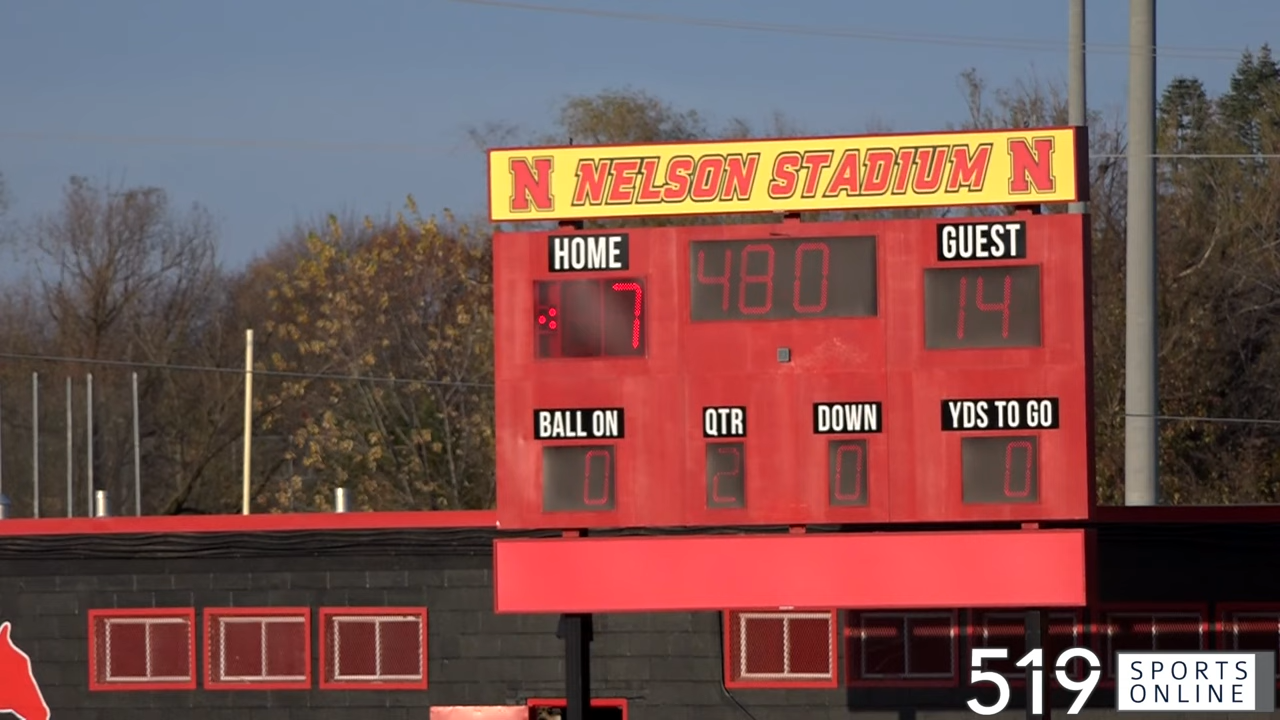 N NELSON STADIUM N
HOME 480 GUEST
7 14
BALL ON QTR DOWN YDS TO GO
0 2 0 0
519 SPORTS ONLINE